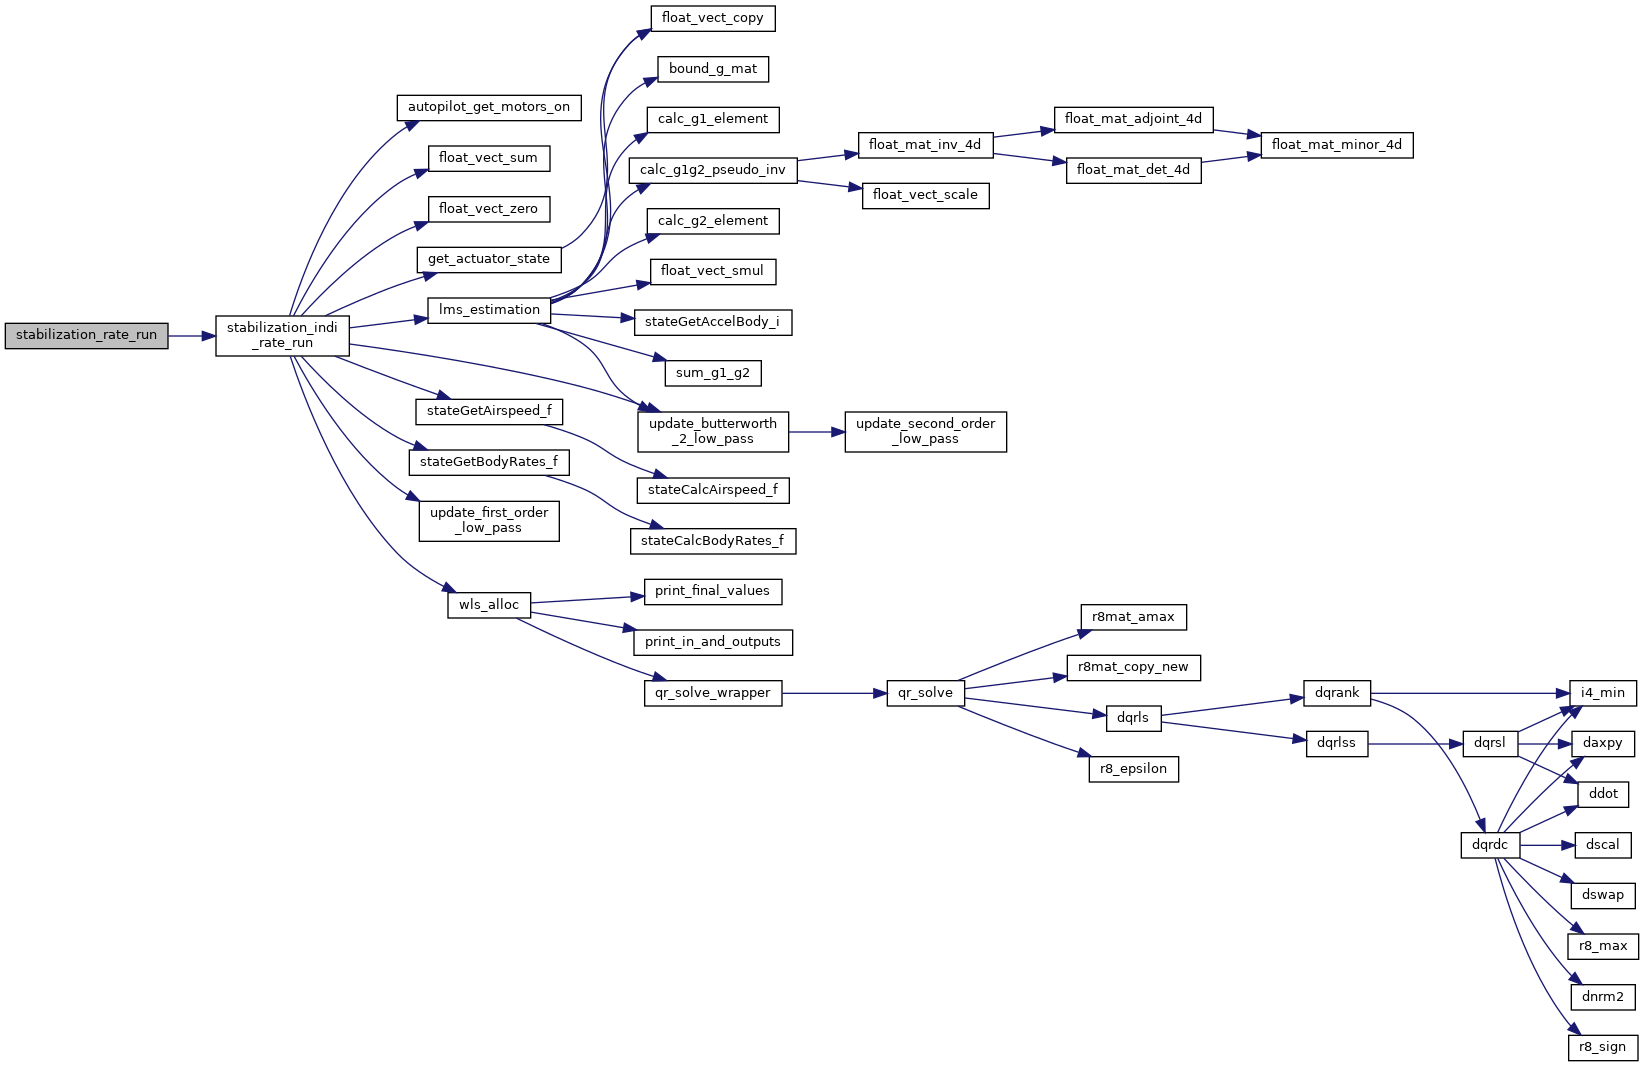 stabilization_rate_run
stabilization_indi
_rate_run
autopilot_get_motors_on
float_vect_sum
float_vect_zero
get_actuator_state
lms_estimation
stateGetAirspeed_f
stateGetBodyRates_f
update_first_order
_low_pass
wls_alloc
float_vect_copy
bound_g_mat
calc_g1_element
calc_g1g2_pseudo_inv
calc_g2_element
float_vect_smul
stateGetAccelBody_i
sum_g1_g2
update_butterworth
_2_low_pass
stateCalcAirspeed_f
stateCalcBodyRates_f
print_final_values
print_in_and_outputs
qr_solve_wrapper
float_mat_inv_4d
float_vect_scale
update_second_order
_low_pass
qr_solve
float_mat_adjoint_4d
float_mat_det_4d
r8mat_amax
r8mat_copy_new
dqrls
r8_epsilon
float_mat_minor_4d
dqrank
dqrlss
dqrsl
dqrdc
i4_min
daxpy
ddot
dscal
dswap
r8_max
dnrm2
r8_sign